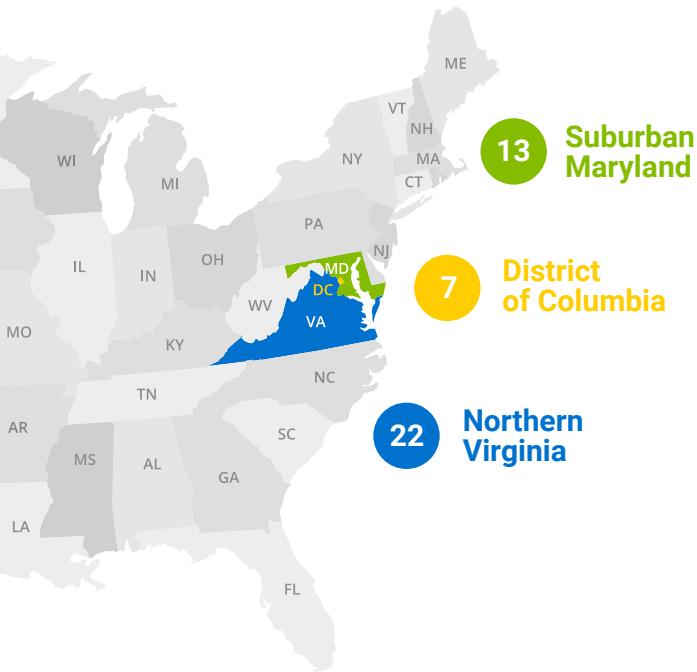 ME
VT
NH
NY
MA
CT
WI
MI
PA
NJ
IL
IN
OH
MD
DC
WV
VA
MO
KY
NC
TN
AR
SC
MS
AL
GA
LA
FL
13
Suburban
Maryland
7
District
of Columbia
22
Northern
Virginia